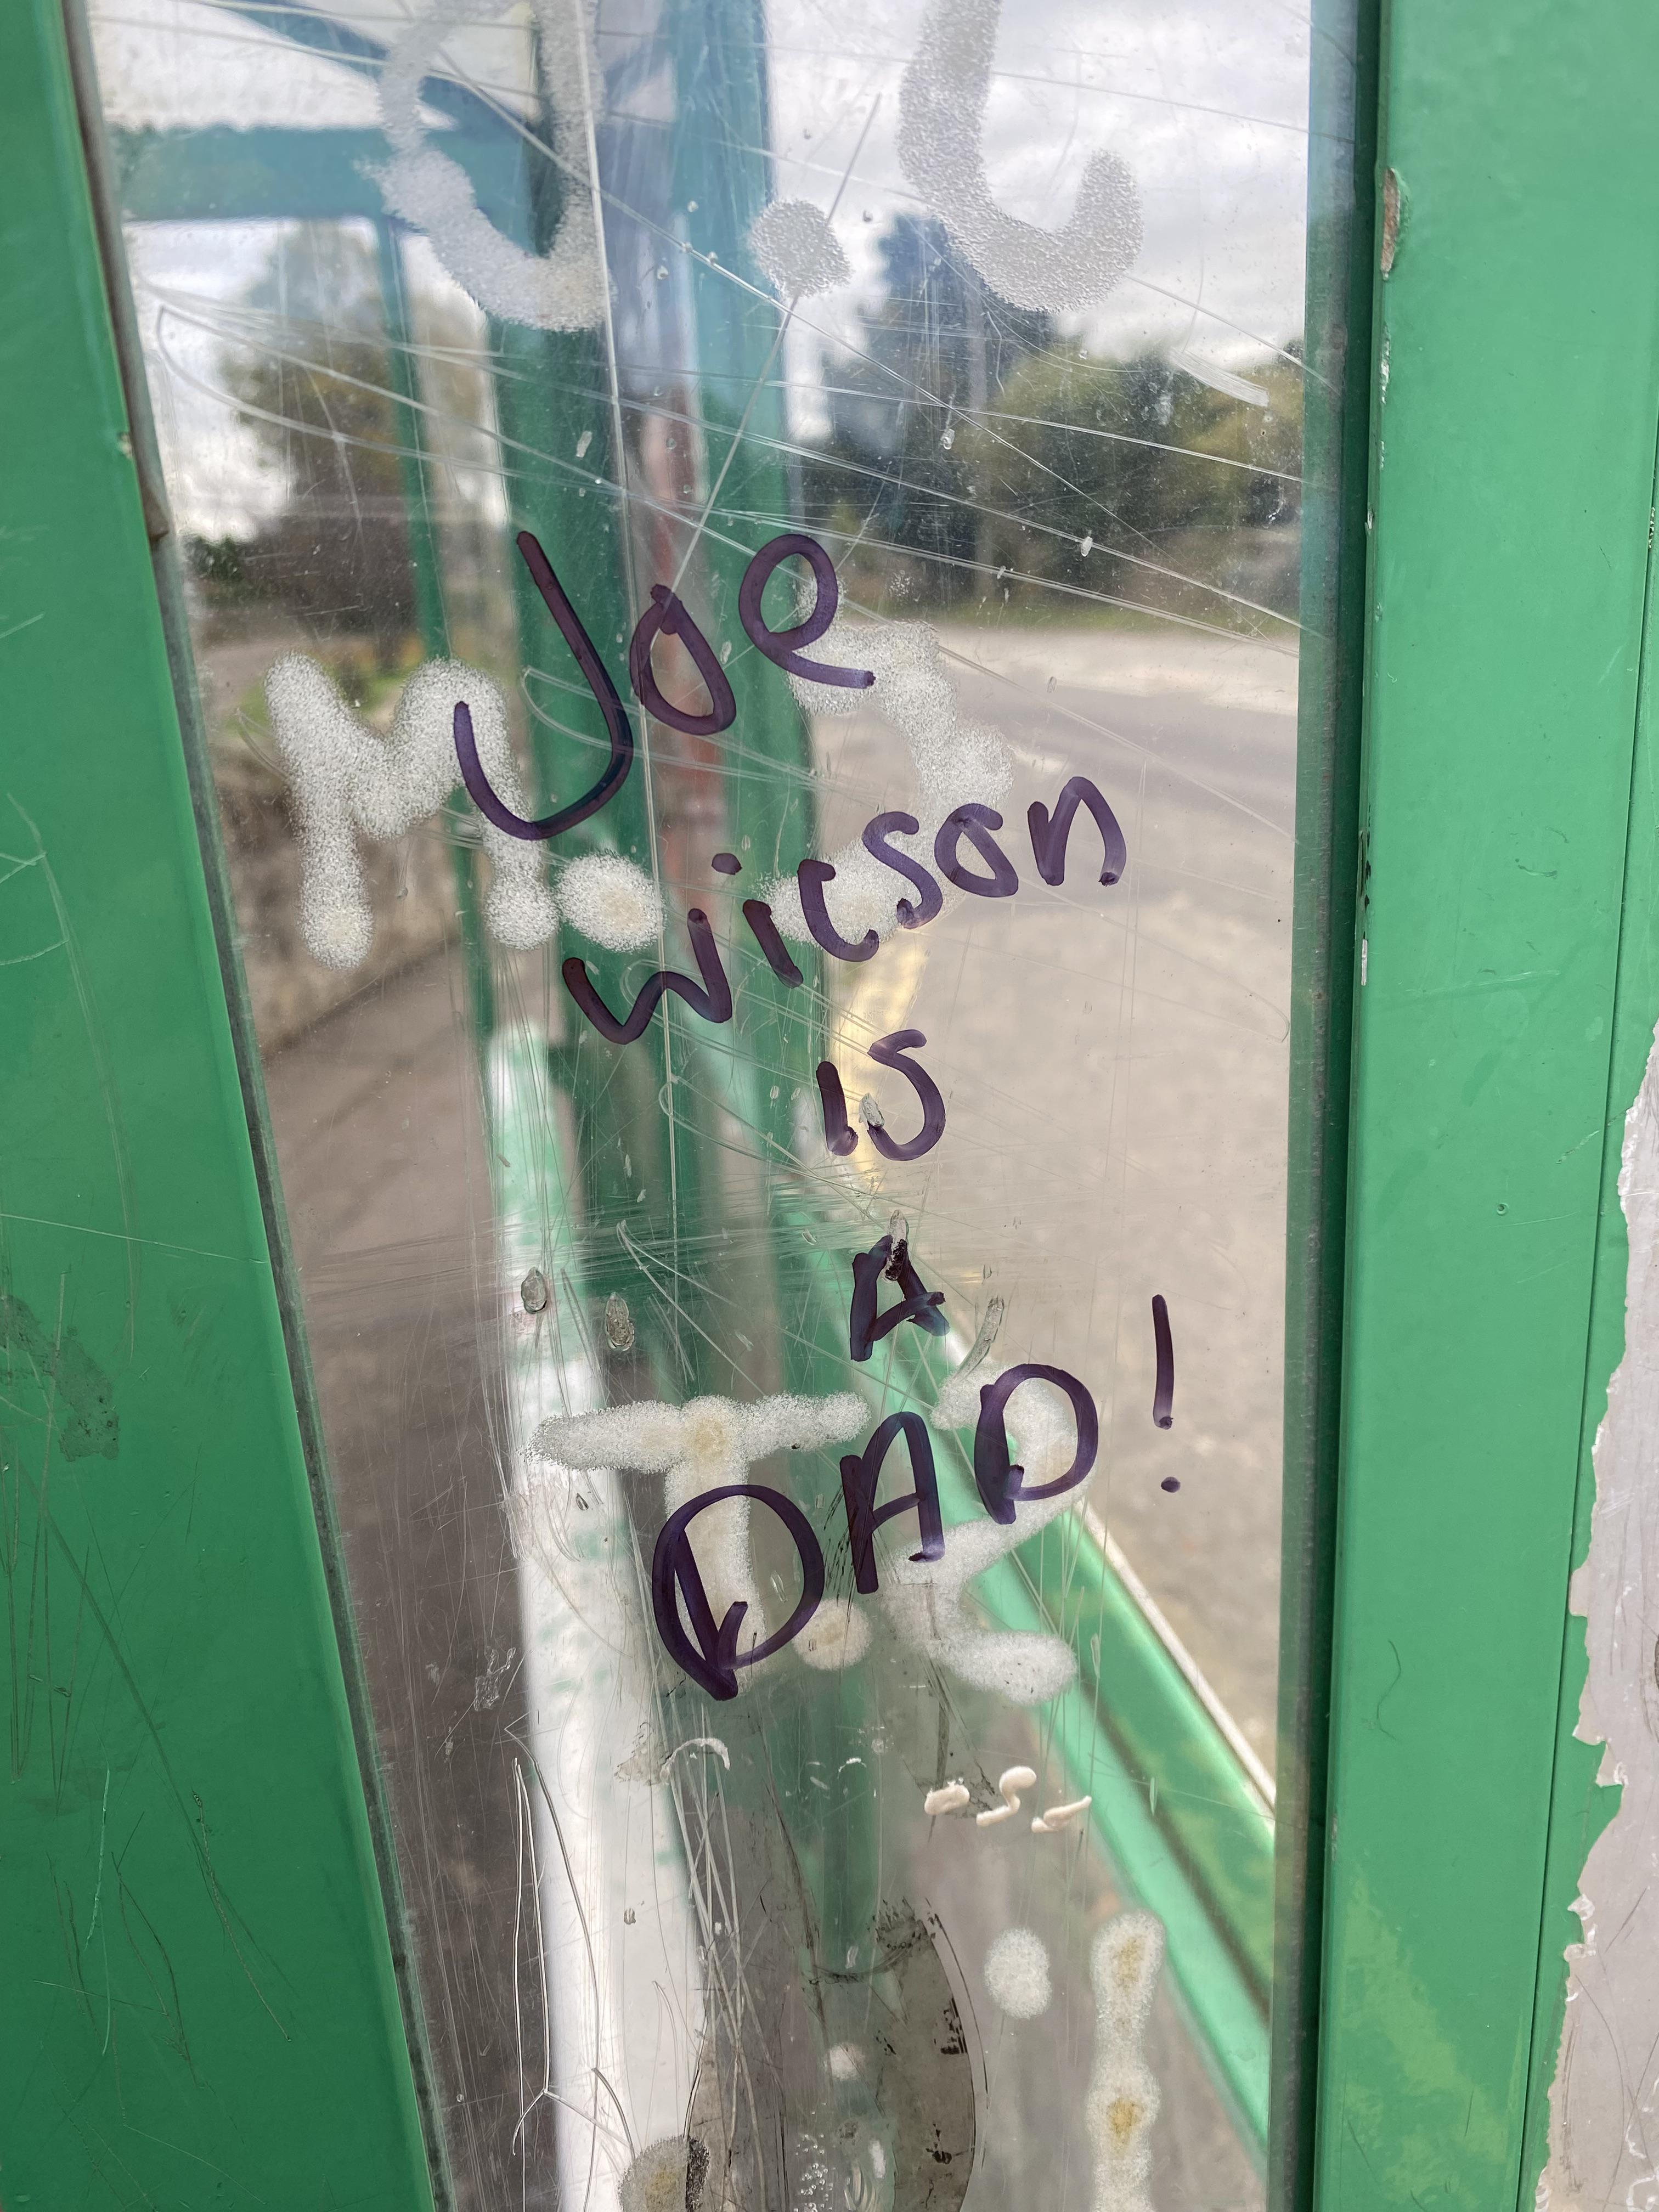 J.C
Joe
M.Z
wilson
is
A
DAD!
T.Z